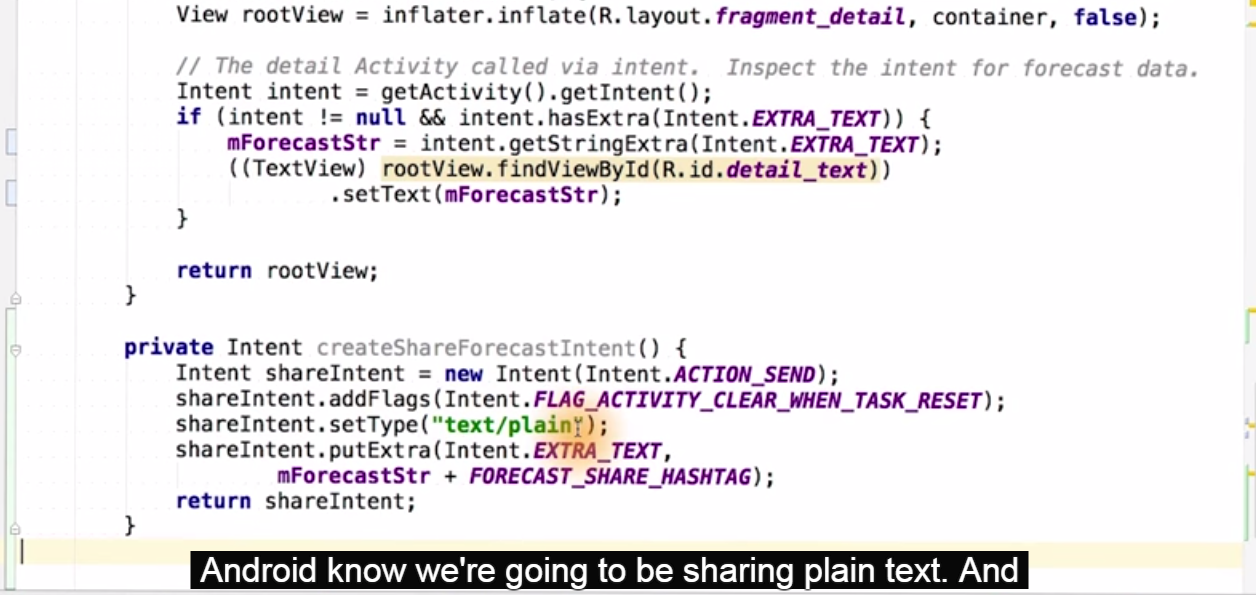 View rootView = inflater.inflate(R.layout.fragment_detail, container, false);
// The detail Activity called via intent.  Inspect the intent for forecast data.
Intent intent = getActivity().getIntent();
if (intent != null && intent.hasExtra(Intent.EXTRA_TEXT)) {
mForecastStr = intent.getStringExtra(Intent.EXTRA_TEXT);
((TextView) rootView.findViewById(R.id.detail_text))
.setText(mForecastStr);
}
return rootView;
}
private Intent createShareForecastIntent() {
Intent shareIntent = new Intent(Intent.ACTION_SEND);
shareIntent.addFlags(Intent.FLAG_ACTIVITY_CLEAR_WHEN_TASK_RESET);
shareIntent.setType("text/plain");
shareIntent.putExtra(Intent.EXTRA_TEXT,
mForecastStr + FORECAST_SHARE_HASHTAG);
return shareIntent;
}
Android know we're going to be sharing plain text. And